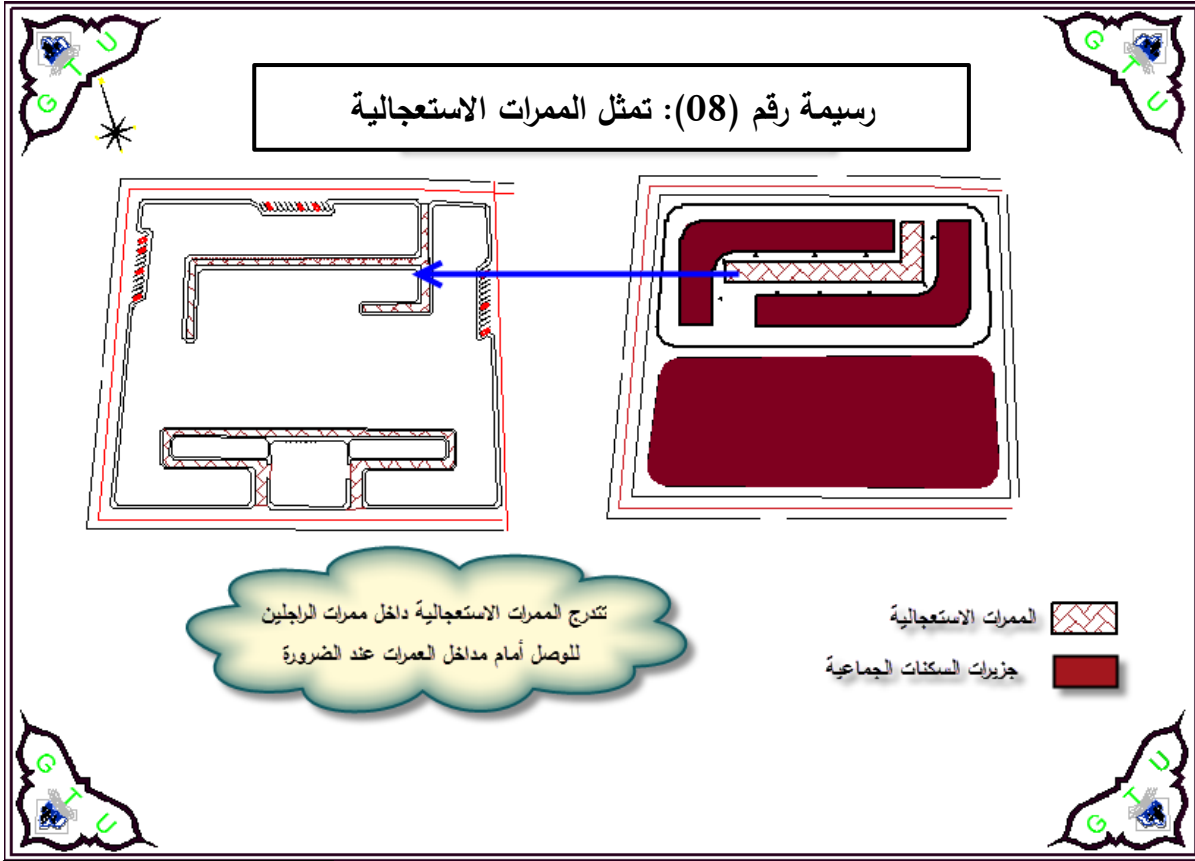 G T U
G T U
رسيمة رقم (08): تمثل الممرات الاستعجالية
تتدرج الممرات الاستعجالية داخل ممرات الراجلين
للوصل أمام مداخل العمرات عند الضرورة
الممرات الاستعجالية
جزيرات السكنات الجماعية
G T U
G T U